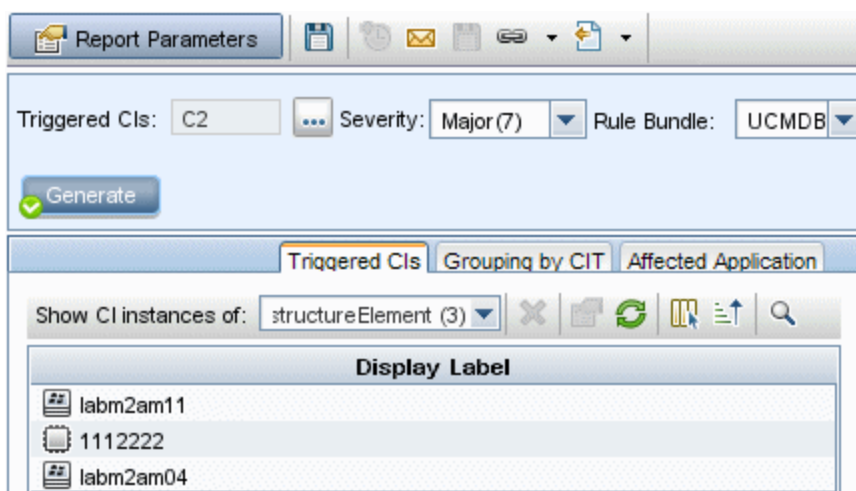 Report Parameters
Triggered CIs: C2 ... Severity: Major(7) Rule Bundle: UCMDB
Generate
Triggered CIs Grouping by CIT Affected Application
Show CI instances of: structureElement (3)
Display Label
labm2am11
1112222
labm2am04